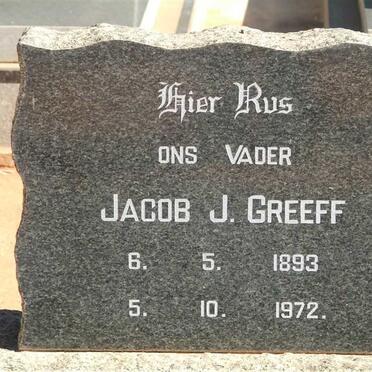 Hier Rus
ONS VADER
JACOB J. GREEFF
6. 5. 1893
5. 10. 1972.